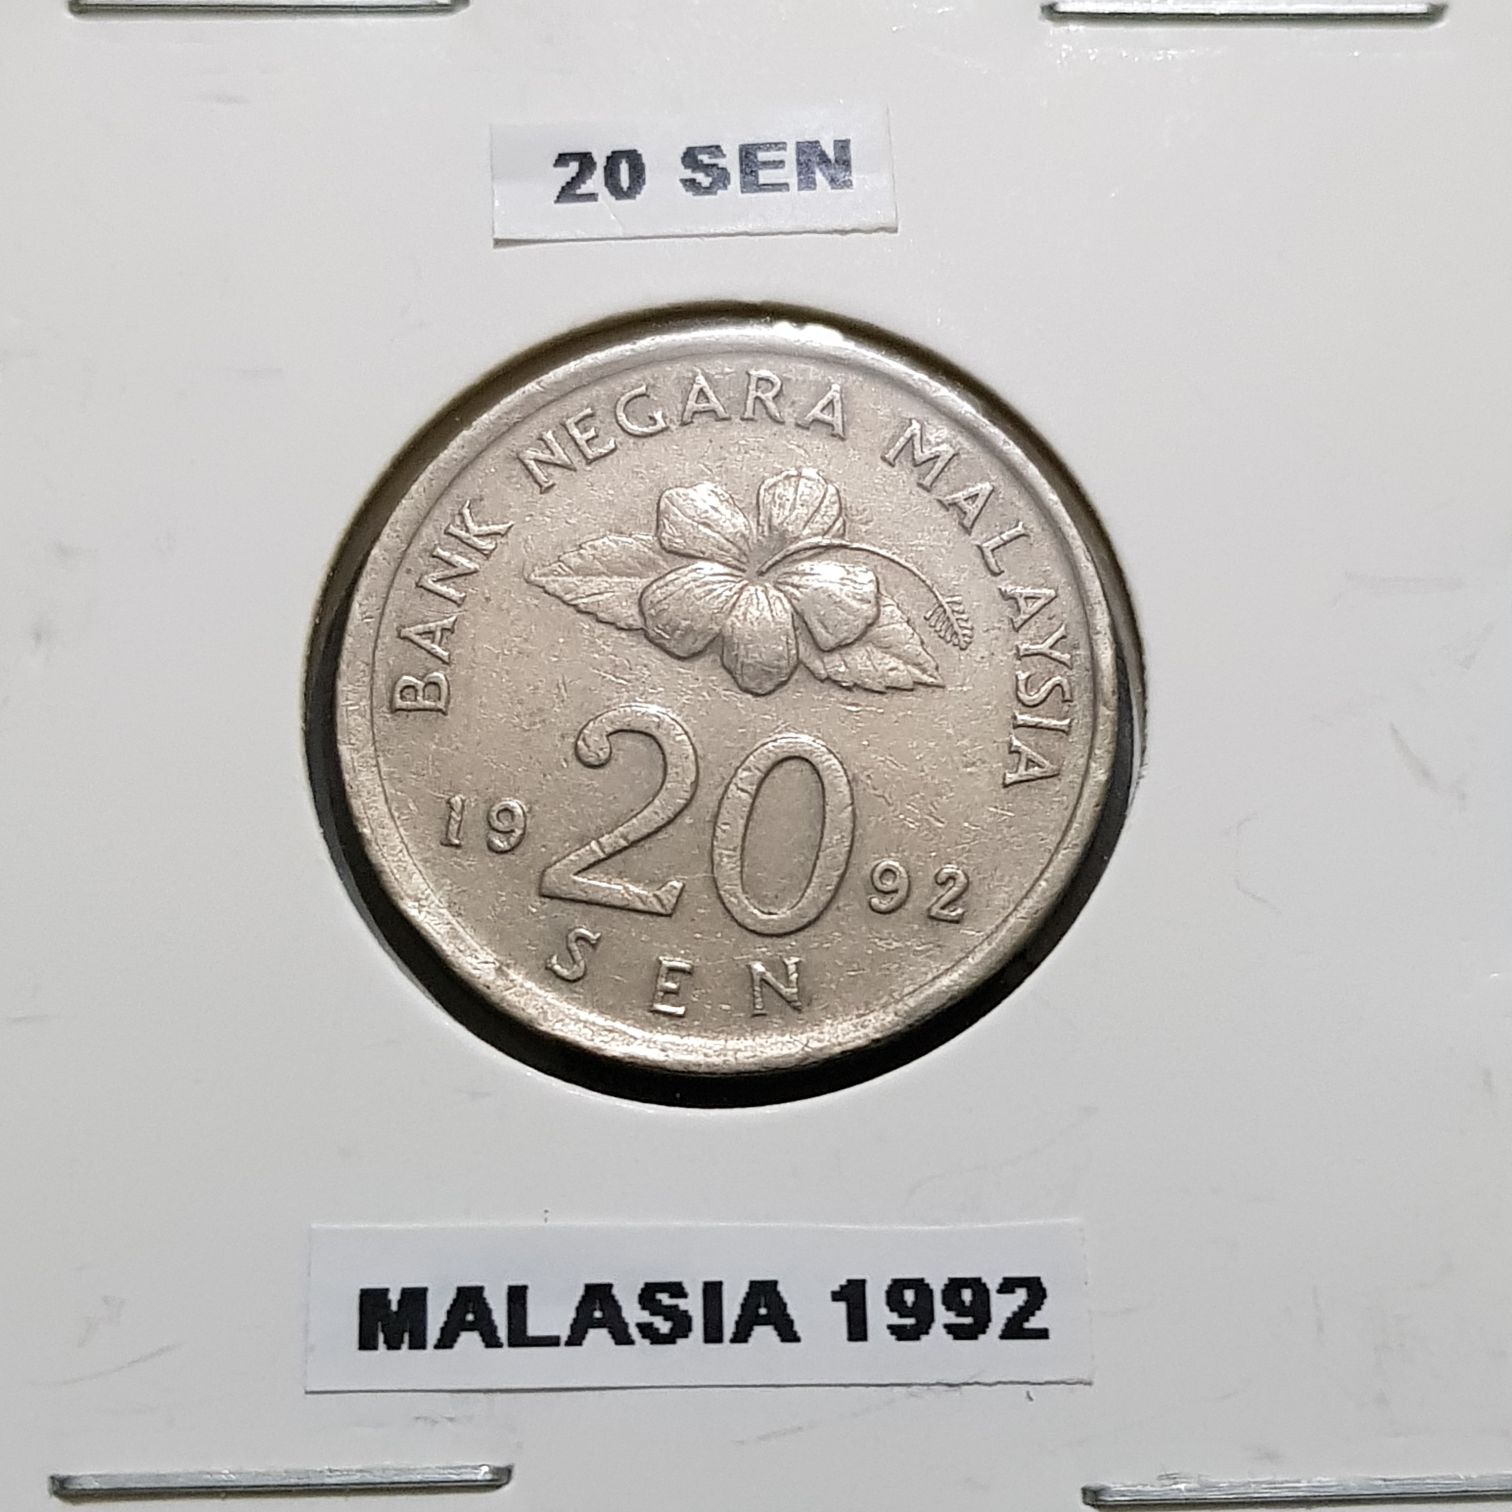 20 SEN
BANK NEGARA MALAYSIA
19 20 92
SEN
MALASIA 1992